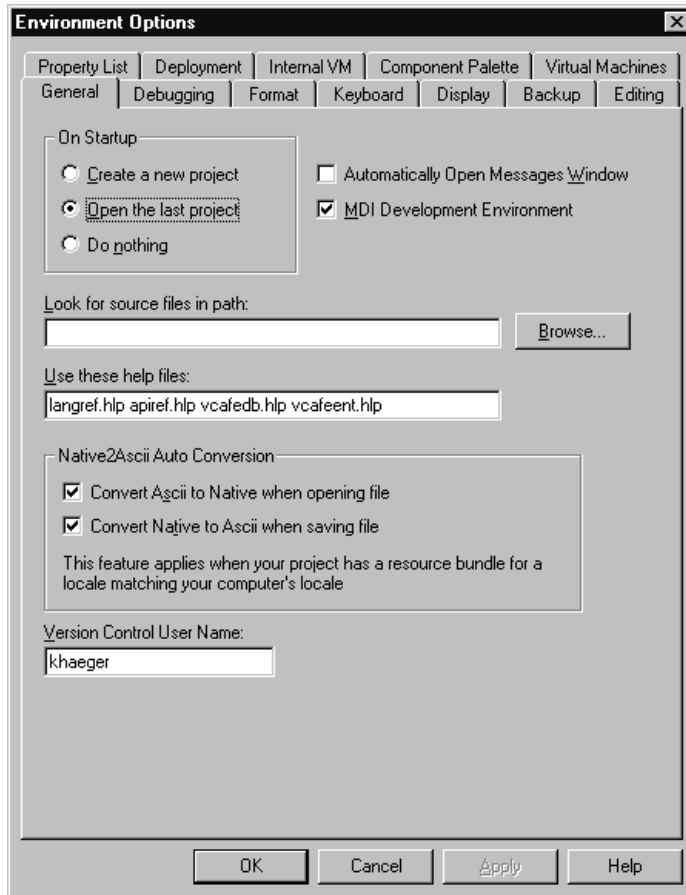 Environment Options
Property List Deployment Internal VM Component Palette Virtual Machines
General Debugging Format Keyboard Display Backup Editing
On Startup
Create a new project
Automatically Open Messages Window
Open the last project
MDI Development Environment
Do nothing
Look for source files in path:
Browse...
Use these help files:
langref.hlp apiref.hlp vcafedb.hlp vcafeent.hlp
Native2Ascii Auto Conversion
Convert Ascii to Native when opening file
Convert Native to Ascii when saving file
This feature applies when your project has a resource bundle for a
locale matching your computer's locale
Version Control User Name:
khaeger
OK Cancel Apply Help